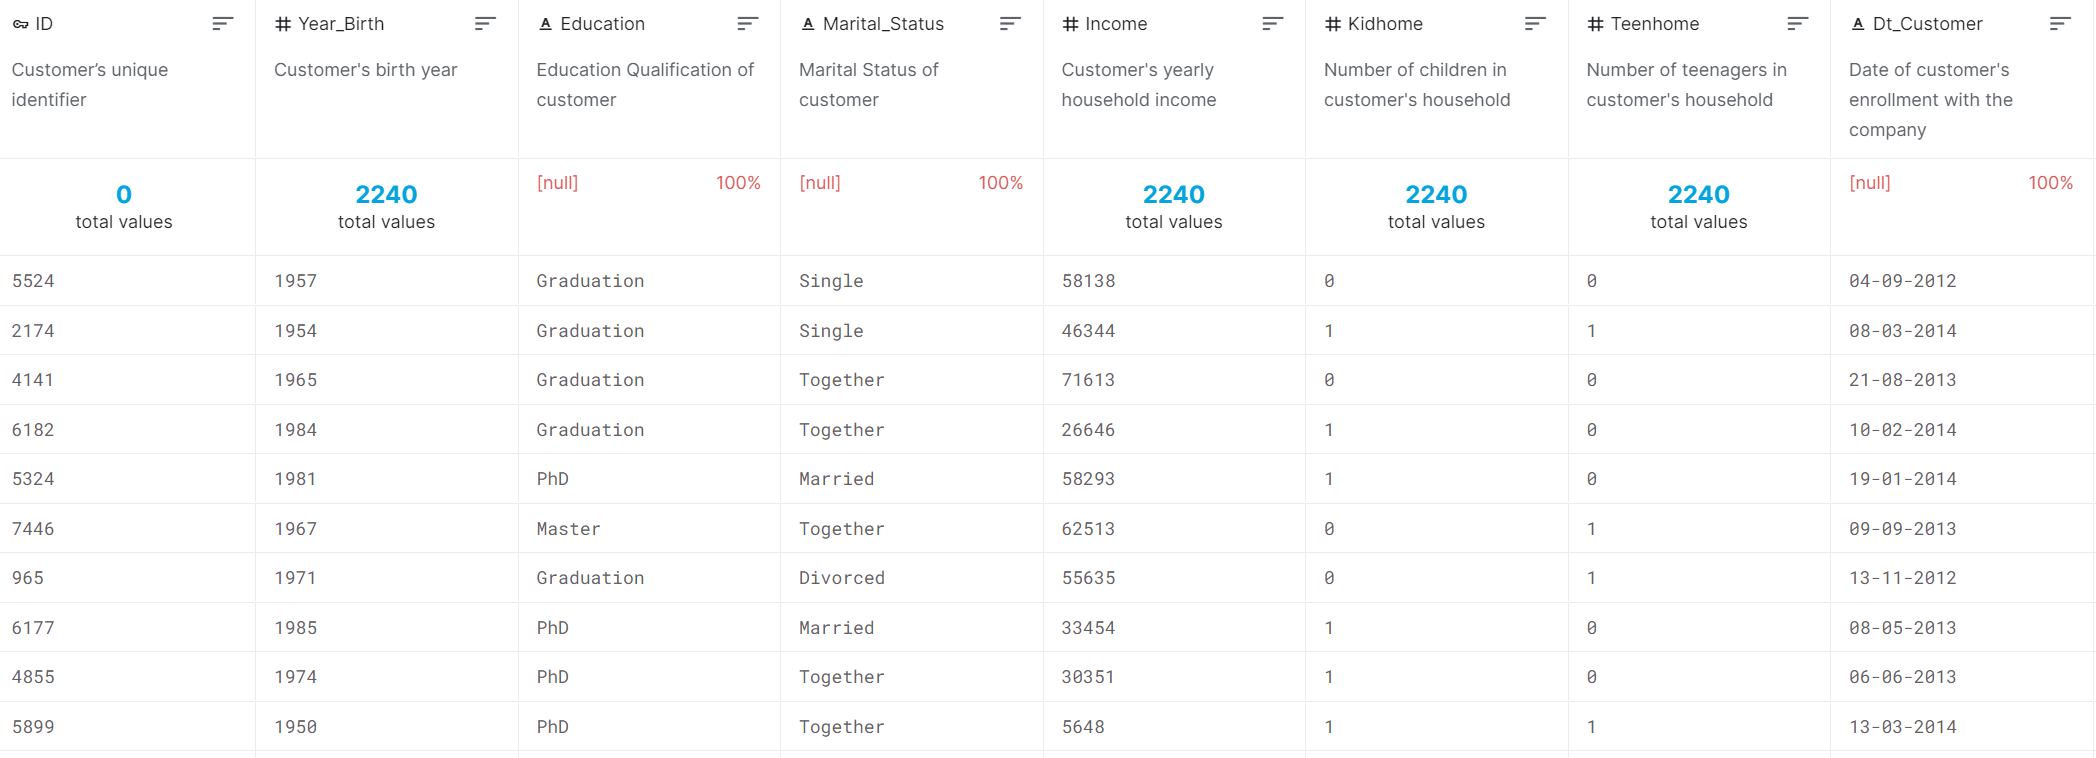 ID Year_Birth Education Marital_Status Income Kidhome Teenhome Dt_Customer
Customer’s unique Customer's birth year Education Qualification of Marital Status of Customer's yearly Number of children in Number of teenagers in Date of customer's
identifier customer customer household income customer's household customer's household enrollment with the
company
0 2240 [null] 100% [null] 100% 2240 2240 2240 [null] 100%
total values total values total values total values total values
5524 1957 Graduation Single 58138 0 0 04-09-2012
2174 1954 Graduation Single 46344 1 1 08-03-2014
4141 1965 Graduation Together 71613 0 0 21-08-2013
6182 1984 Graduation Together 26646 1 0 10-02-2014
5324 1981 PhD Married 58293 1 0 19-01-2014
7446 1967 Master Together 62513 0 1 09-09-2013
965 1971 Graduation Divorced 55635 0 1 13-11-2012
6177 1985 PhD Married 33454 1 0 08-05-2013
4855 1974 PhD Together 30351 1 0 06-06-2013
5899 1950 PhD Together 5648 1 1 13-03-2014